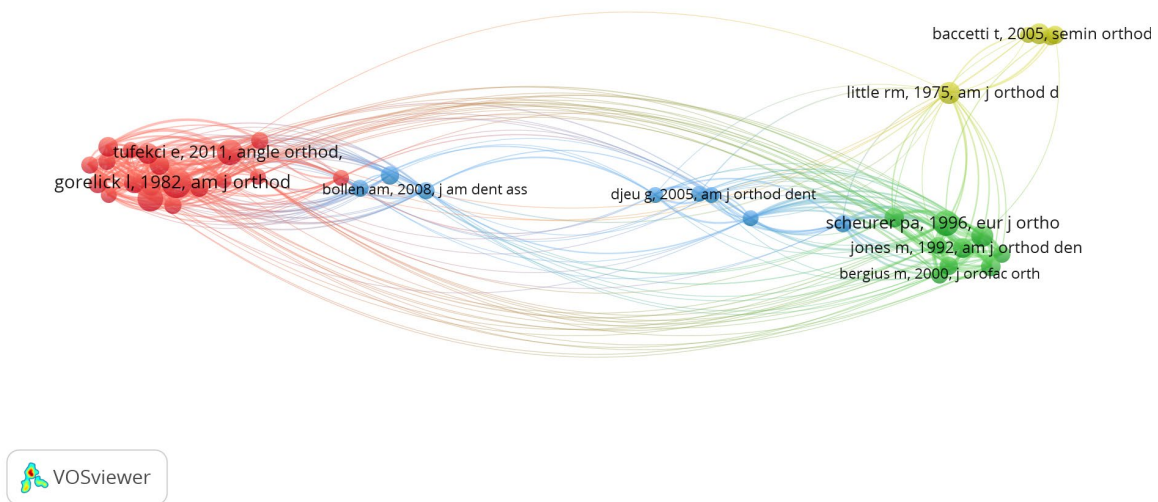 baccetti t, 2005, semin orthod
little rm, 1975, am j orthod d
tufekci e, 2011, angle orthod,
gorelick l, 1982, am j orthod
bollen am, 2008, j am dent ass
djeu g, 2005, am j orthod dent
scheurer pa, 1996, eur j ortho
jones m, 1992, am j orthod den
bergius m, 2000, j orofac orth
VOSviewer